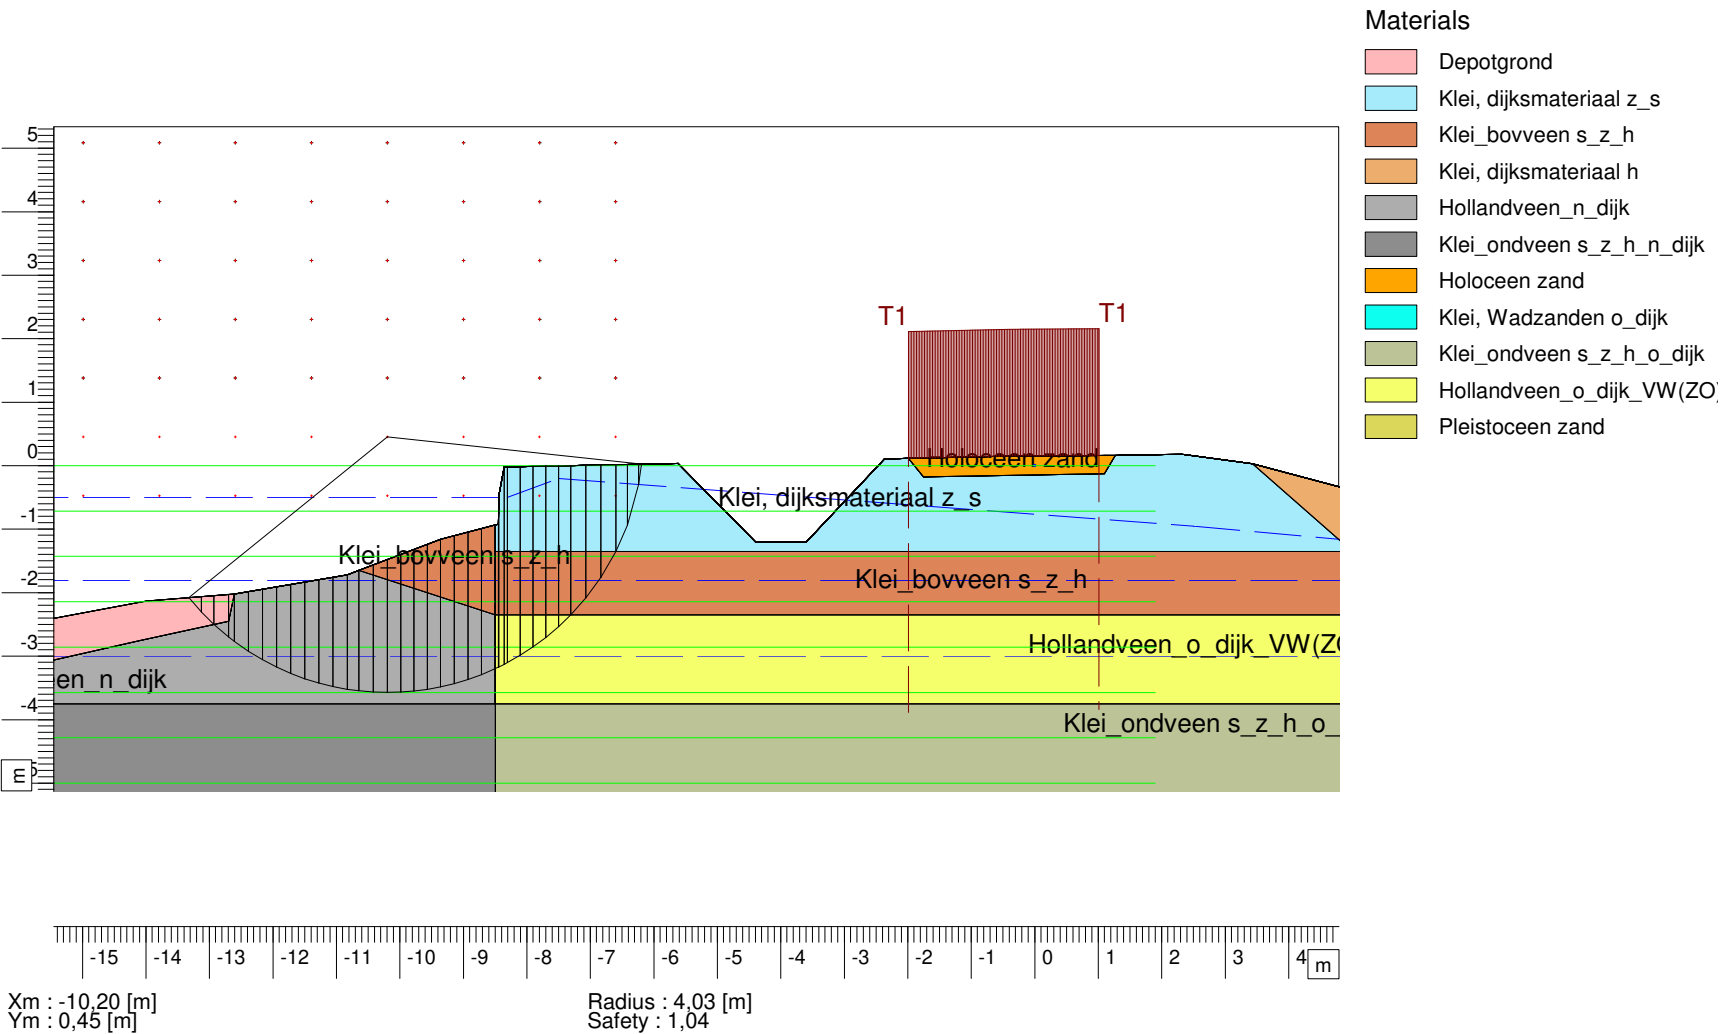 Materials
Depotgrond
Klei, dijksmateriaal z_s
Klei_bovveen s_z_h
Klei, dijksmateriaal h
Hollandveen_n_dijk
Klei_ondveen s_z_h_n_dijk
Holoceen zand
Klei, Wadzanden o_dijk
Klei_ondveen s_z_h_o_dijk
Hollandveen_o_dijk_VW(ZO)
Pleistoceen zand
5
4
3
2
1
0
-1
-2
-3
-4
m
T1 T1
Holoceen zand
Klei, dijksmateriaal z_s
Klei_bovveen s_z_h
Klei_bovveen s_z_h
Hollandveen_o_dijk_VW(ZO
en_n_dijk
Klei_ondveen s_z_h_o_
-15 -14 -13 -12 -11 -10 -9 -8 -7 -6 -5 -4 -3 -2 -1 0 1 2 3 4 m
Xm : -10,20 [m] Radius : 4,03 [m]
Ym : 0,45 [m] Safety : 1,04